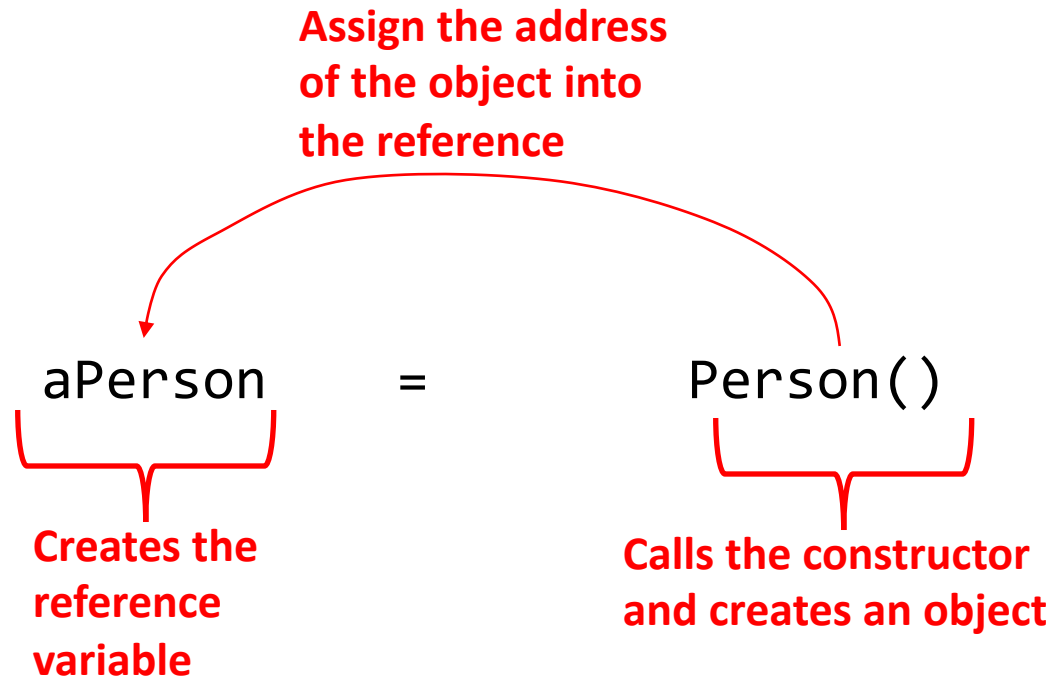 Assign the address
of the object into
the reference
aPerson = Person()
Creates the
reference
variable
Calls the constructor
and creates an object